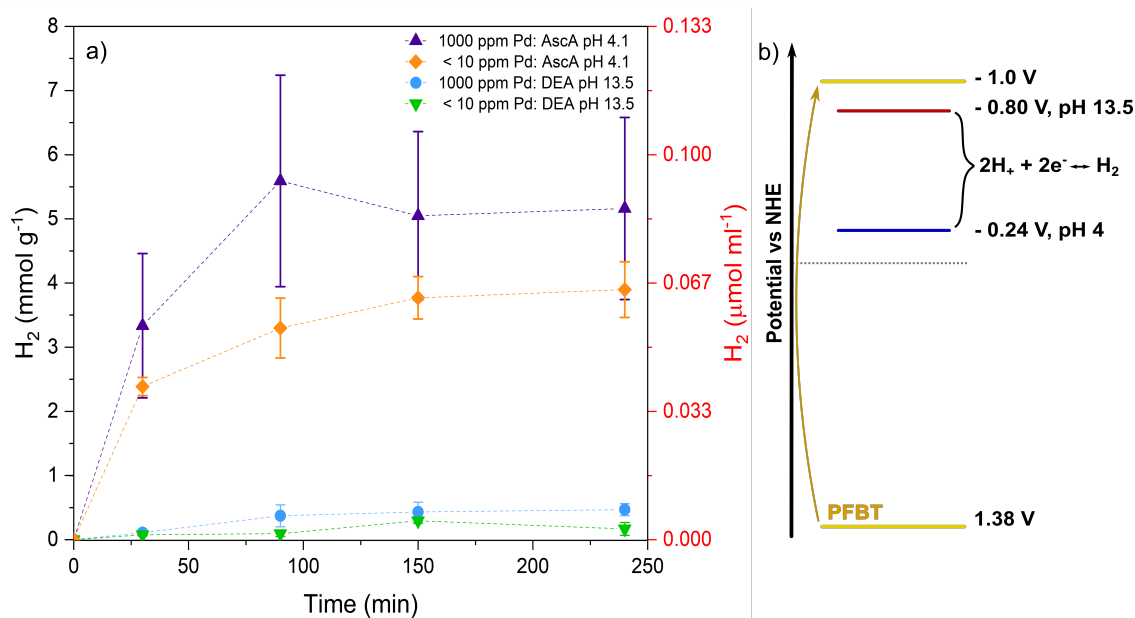 a)
1000 ppm Pd: AscA pH 4.1
< 10 ppm Pd: AscA pH 4.1
1000 ppm Pd: DEA pH 13.5
< 10 ppm Pd: DEA pH 13.5
H2 (mmol g-1)
8
7
6
5
4
3
2
1
0
0
50
100
150
200
250
Time (min)
0.133
0.100
0.067
0.033
0.000
H2 (μmol ml-1)
b)
Potential vs NHE
- 1.0 V
- 0.80 V, pH 13.5
2H+ + 2e- ↔ H2
- 0.24 V, pH 4
PFBT
1.38 V